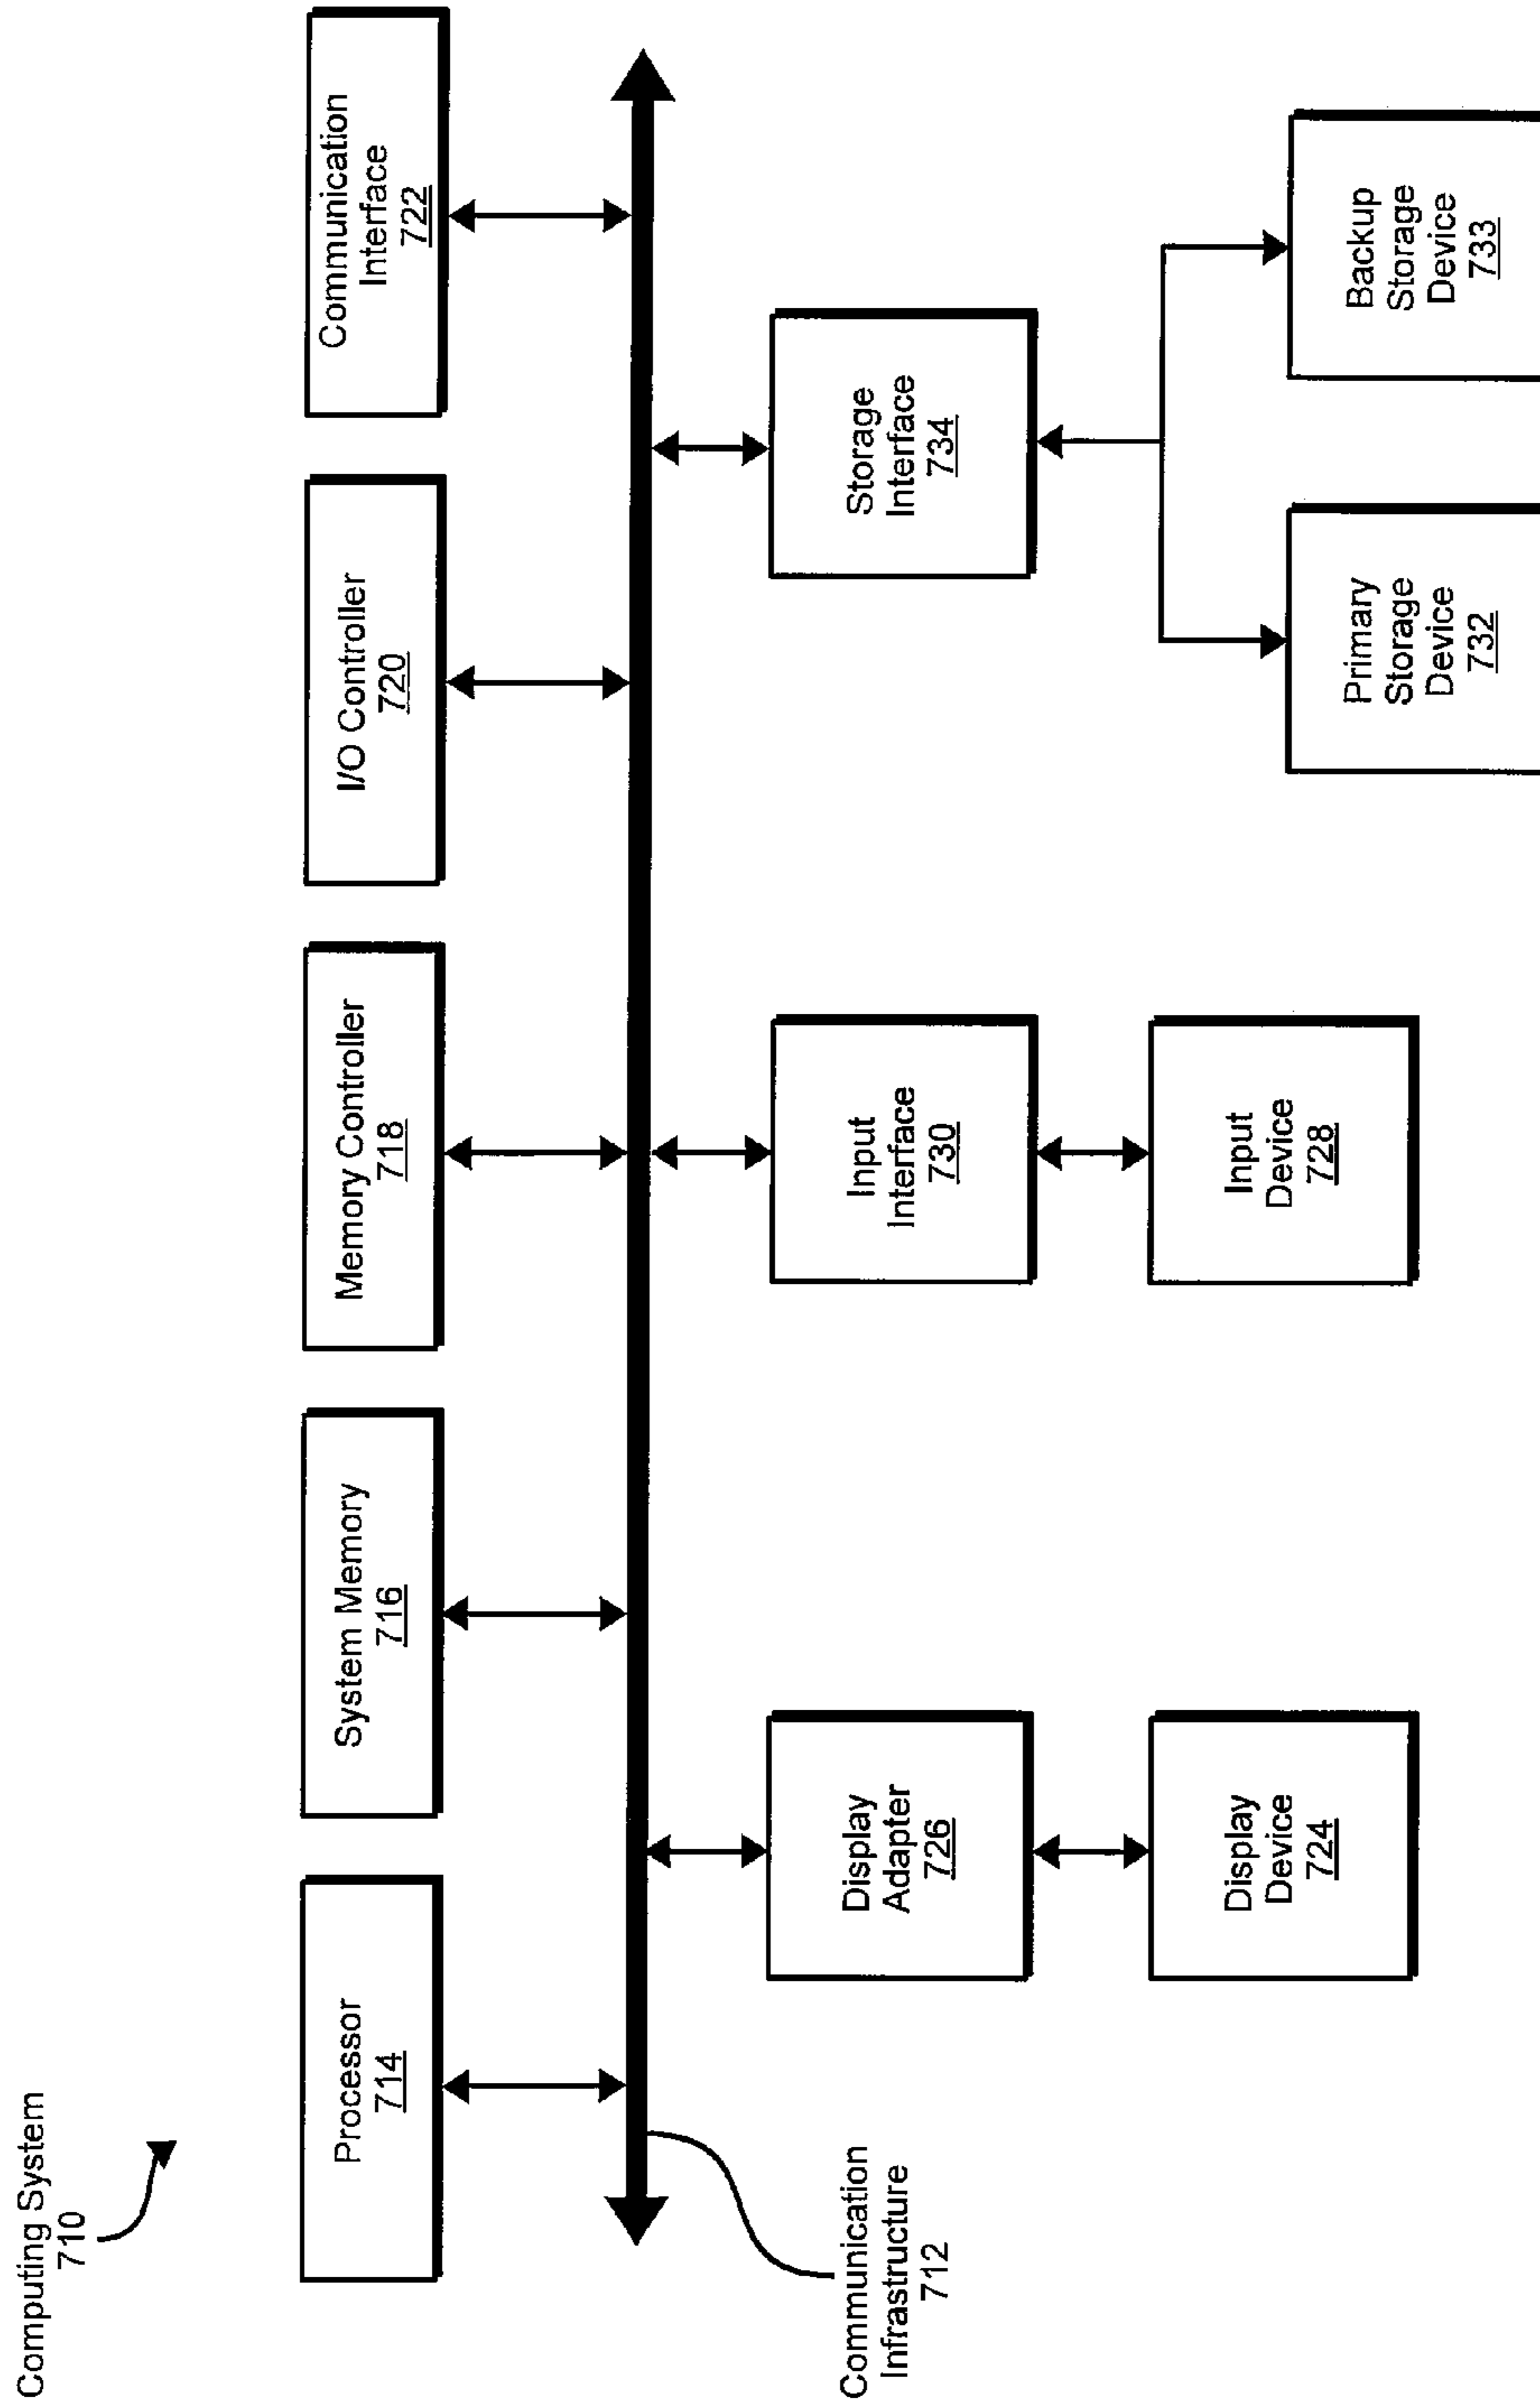 Computing System
710
Processor
714
System Memory
716
Memory Controller
718
I/O Controller
720
Communication
Interface
722
Communication
Infrastructure
712
Display
Adapter
726
Input
Interface
730
Storage
Interface
734
Display
Device
724
Input
Device
728
Primary
Storage
Device
732
Backup
Storage
Device
733